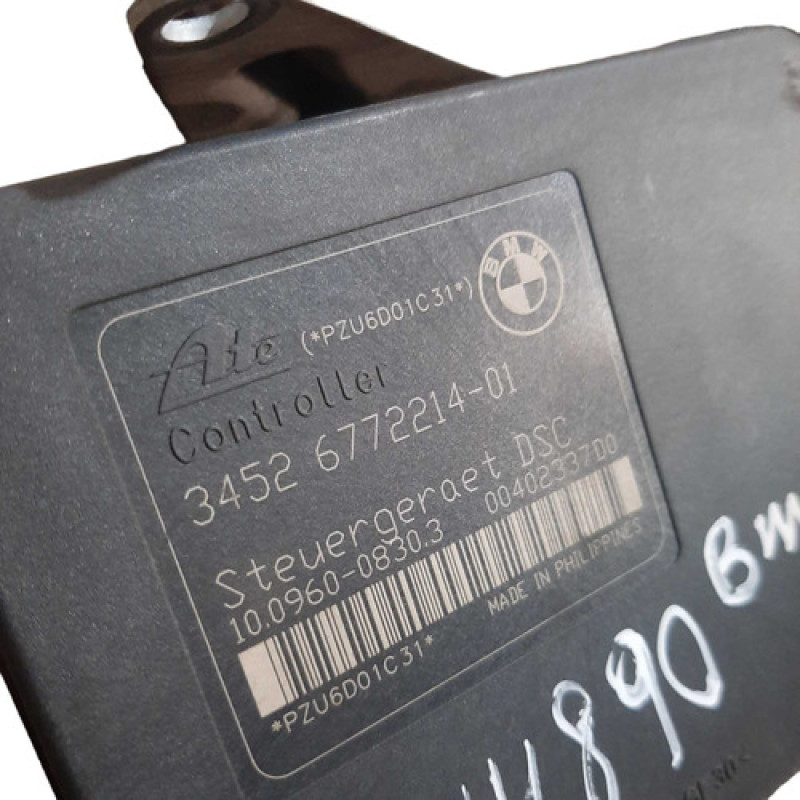 Ate (*PZU6D01C31*) BMW
Controller
3452 6772214-01
Steuergeraet DSC
10.0960-0830.3 00402337D0
MADE IN PHILIPPINES
*PZU6D01C31*
890 BM